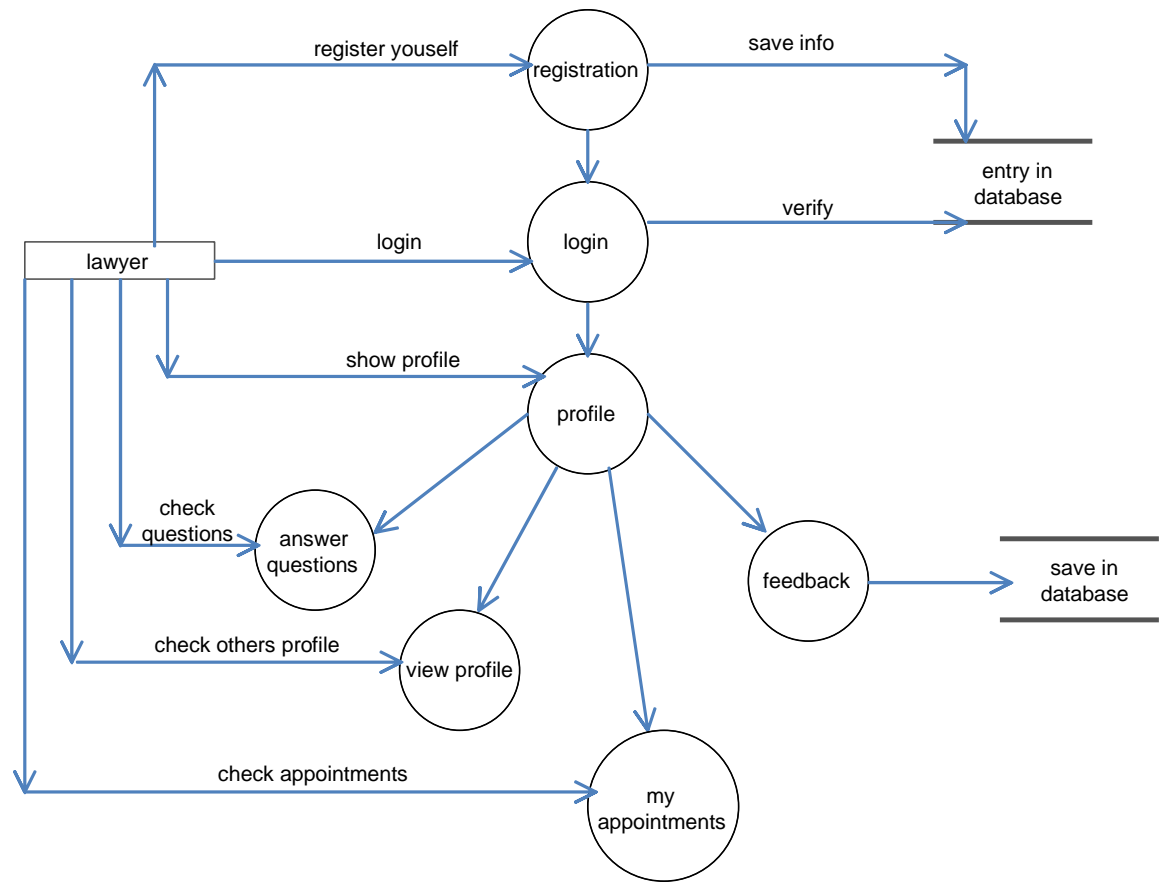 register youself
save info
registration
entry in
database
verify
login
login
lawyer
show profile
profile
check
questions
answer
questions
feedback
save in
database
check others profile
view profile
check appointments
my
appointments